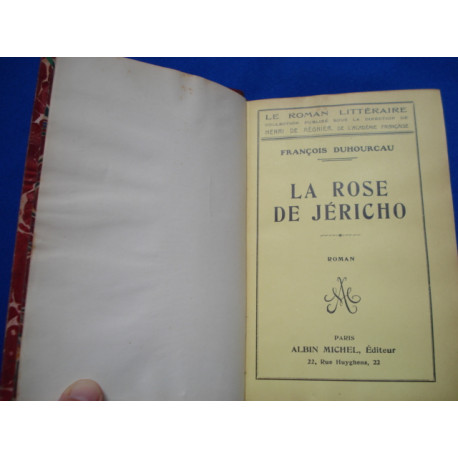 LE ROMAN LITTÉRAIRE
COLLECTION PUBLIÉE SOUS LA DIRECTION DE
HENRI DE RÉGNIER, DE L'ACADÉMIE FRANÇAISE
FRANÇOIS DUHOURCAU
LA ROSE
DE JÉRICHO
ROMAN
AM
PARIS
ALBIN MICHEL, Éditeur
22, Rue Huyghens, 22